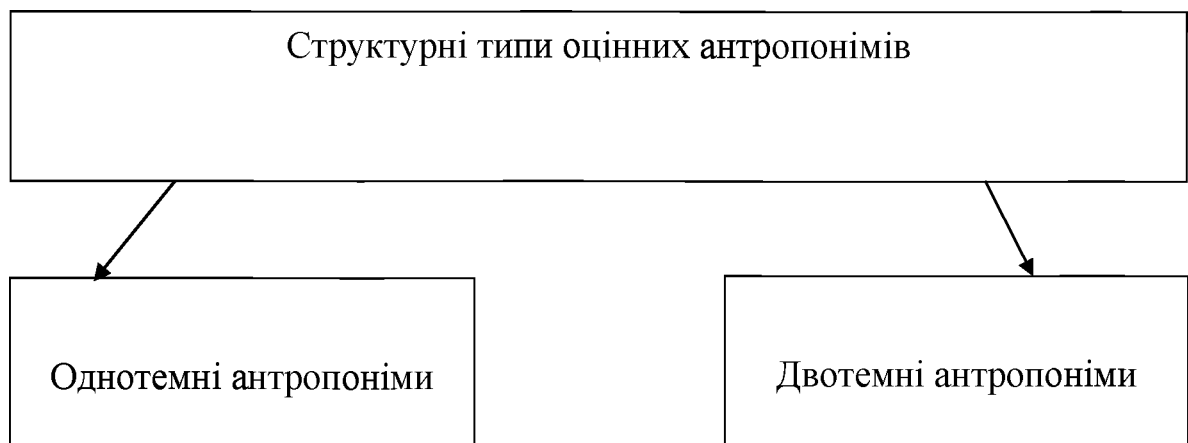 Структурні типи оцінних антропонімів
Однотемні антропоніми
Двотемні антропоніми